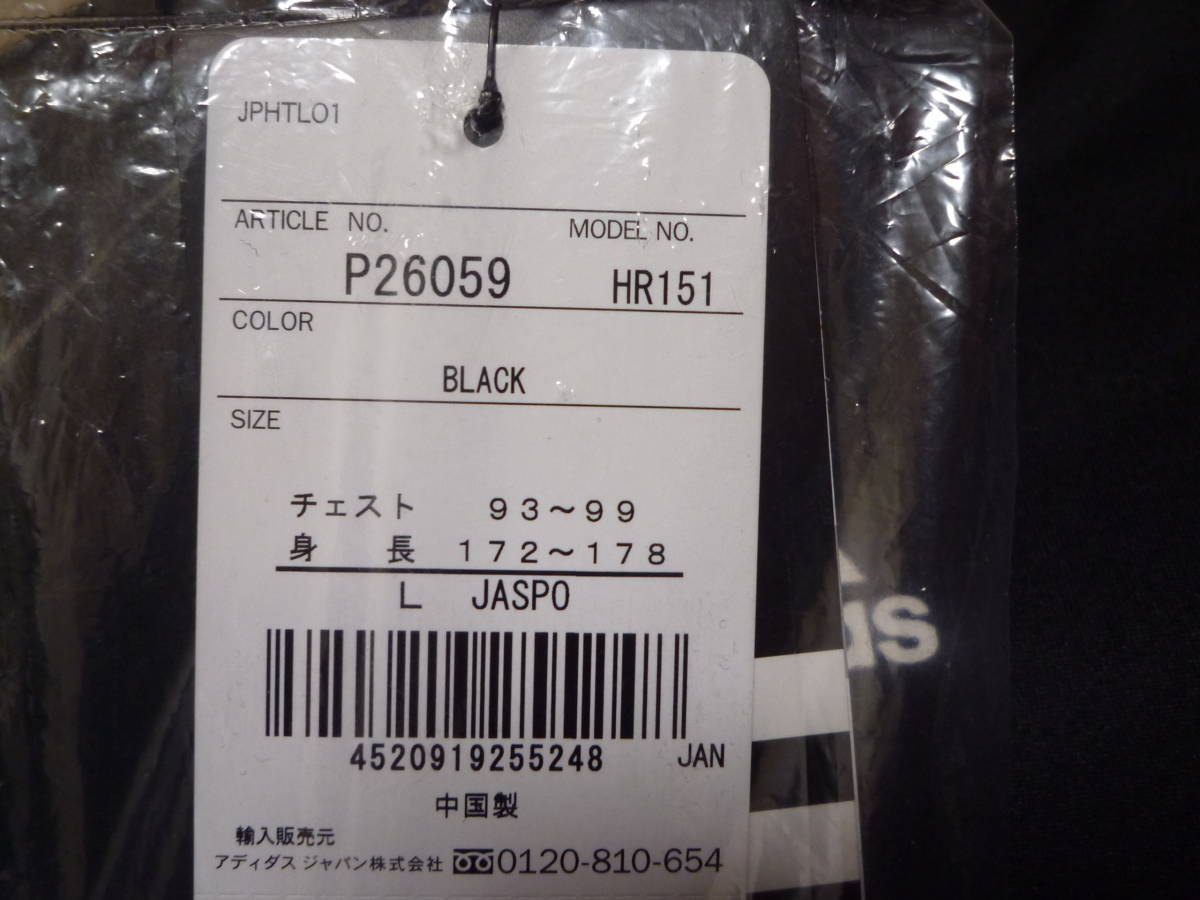 JPHTL01
ARTICLE NO. MODEL NO.
P26059 HR151
COLOR
BLACK
SIZE
チェスト 93~99
身長 172~178
L JASPO
4520919255248 JAN
中国製
輸入販売元
アディダス ジャパン株式会社 0120-810-654